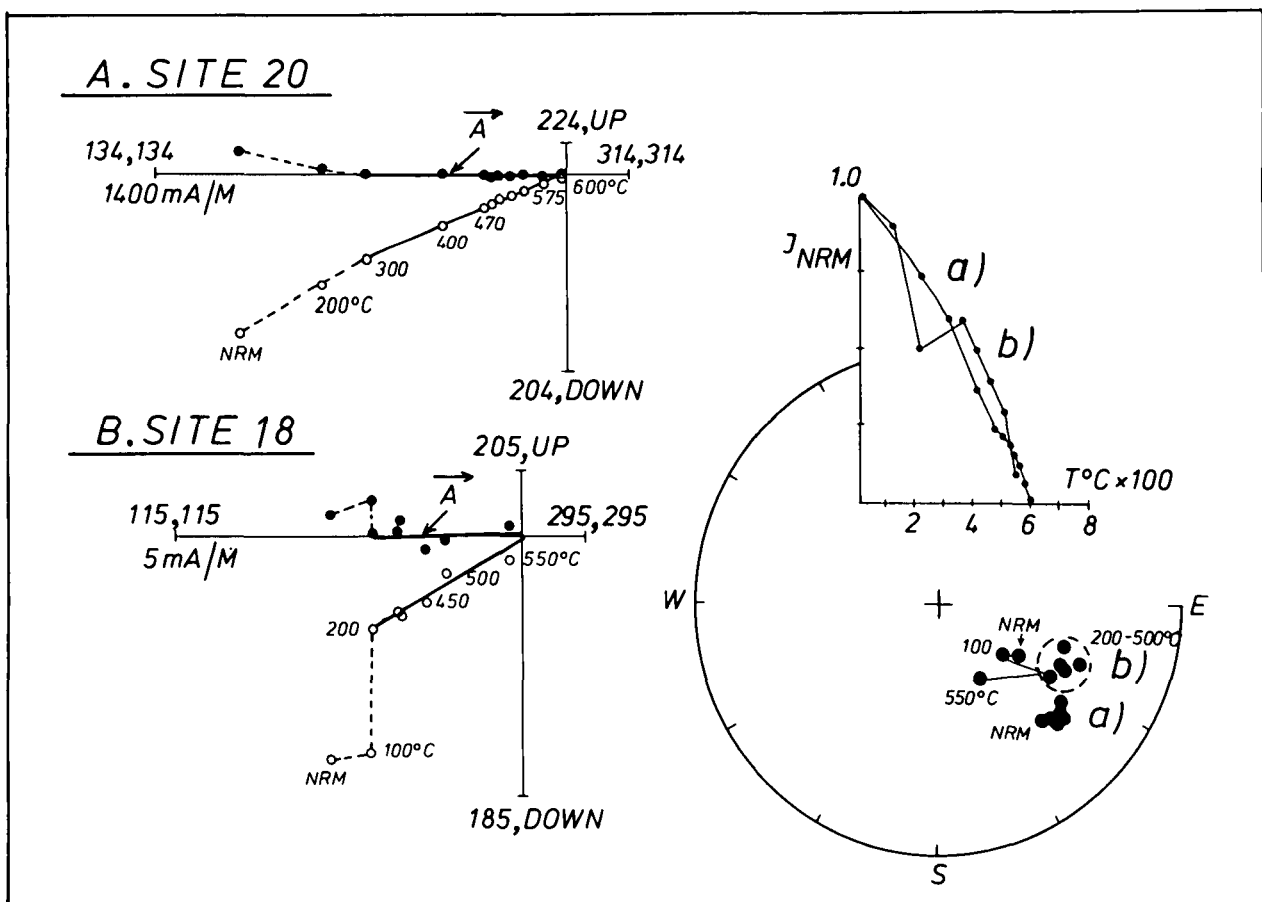 A. SITE 20
A
224, UP
134, 134
314, 314
1400 mA/M
600°C
575
470
400
300
200°C
NRM
204, DOWN
B. SITE 18
205, UP
A
115, 115
295, 295
5 mA/M
550°C
500
450
200
100°C
NRM
185, DOWN
1.0
JNRM
a)
b)
T°C × 100
2 4 6 8
W
E
NRM
200-500°C
100
b)
550°C
a)
NRM
S